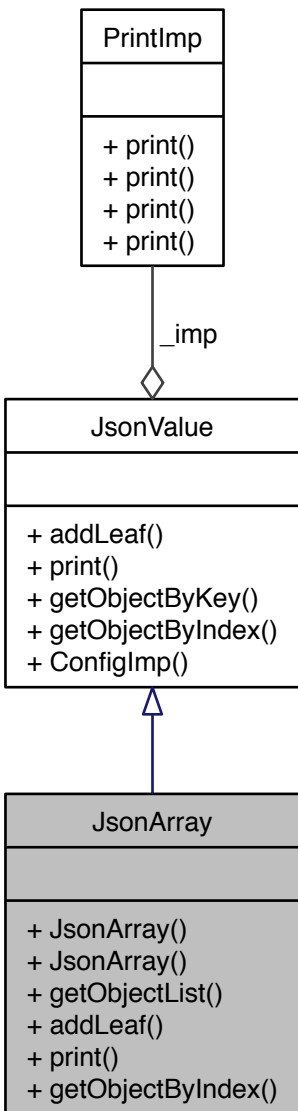 PrintImp
+ print()
+ print()
+ print()
+ print()
_imp
JsonValue
+ addLeaf()
+ print()
+ getObjectByKey()
+ getObjectByIndex()
+ ConfigImp()
JsonArray
+ JsonArray()
+ JsonArray()
+ getObjectList()
+ addLeaf()
+ print()
+ getObjectByIndex()